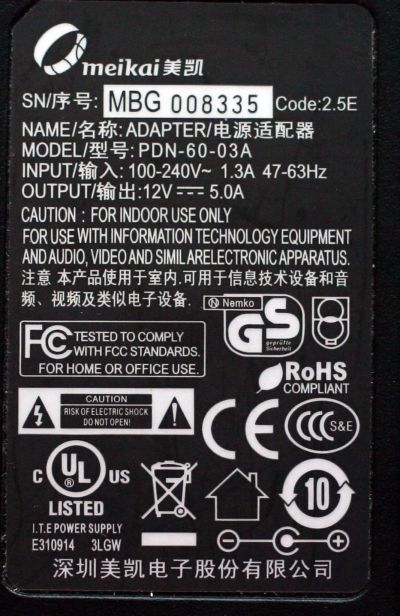 meikai美凯
SN/序号: MBG 008335 Code:2.5E
NAME/名称: ADAPTER/电源适配器
MODEL/型号: PDN-60-03A
INPUT/输入: 100-240V~ 1.3A 47-63Hz
OUTPUT/输出:12V⎓5.0A
CAUTION : FOR INDOOR USE ONLY
FOR USE WITH INFORMATION TECHNOLOGY EQUIPMENT
AND AUDIO, VIDEO AND SIMILARELECTRONIC APPARATUS.
注意 本产品使用于室内.可用于信息技术设备和音
频、视频及类似电子设备.
N Nemko
GS
geprüfte
Sicherheit
FC TESTED TO COMPLY
WITH FCC STANDARDS.
FOR HOME OR OFFICE USE.
RoHS
COMPLIANT
CAUTION
RISK OF ELECTRIC SHOCK
DO NOT OPEN!
CE
CCC S&E
C UL US
LISTED
10
I.T.E POWER SUPPLY
E310914 3LGW
深圳美凯电子股份有限公司